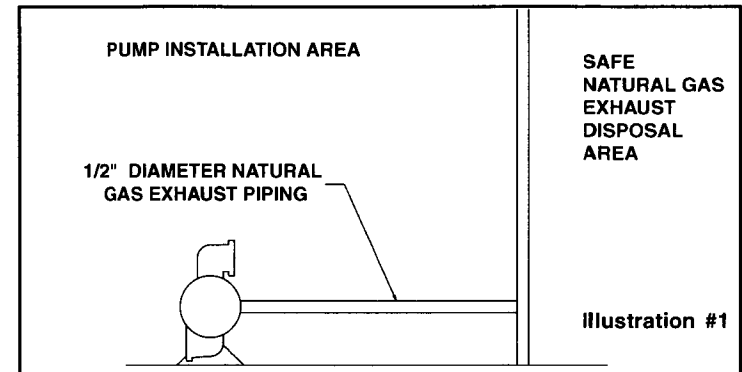 PUMP INSTALLATION AREA
SAFE
NATURAL GAS
EXHAUST
DISPOSAL
AREA
1/2" DIAMETER NATURAL
GAS EXHAUST PIPING
Illustration #1